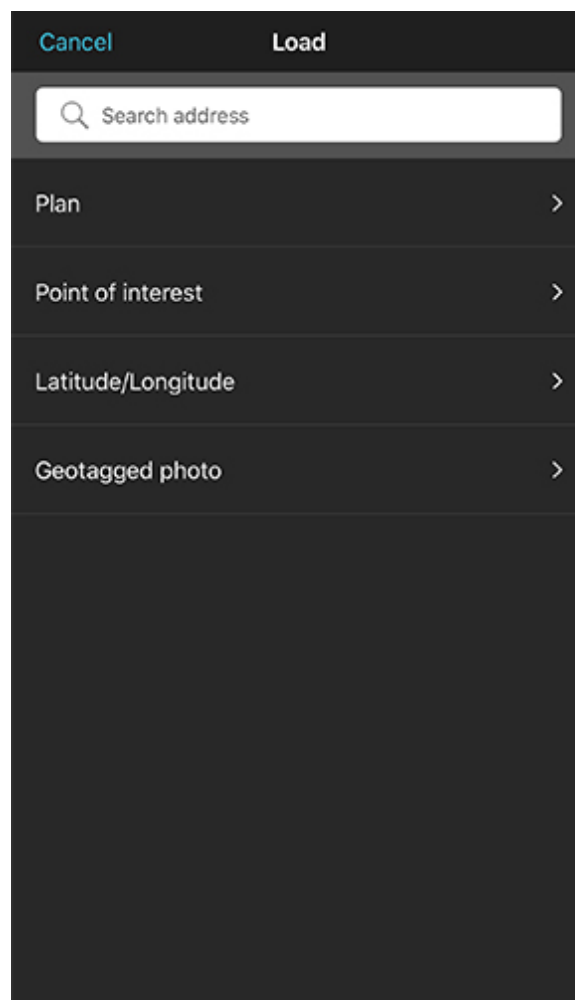 Cancel Load
Search address
Plan
Point of interest
Latitude/Longitude
Geotagged photo